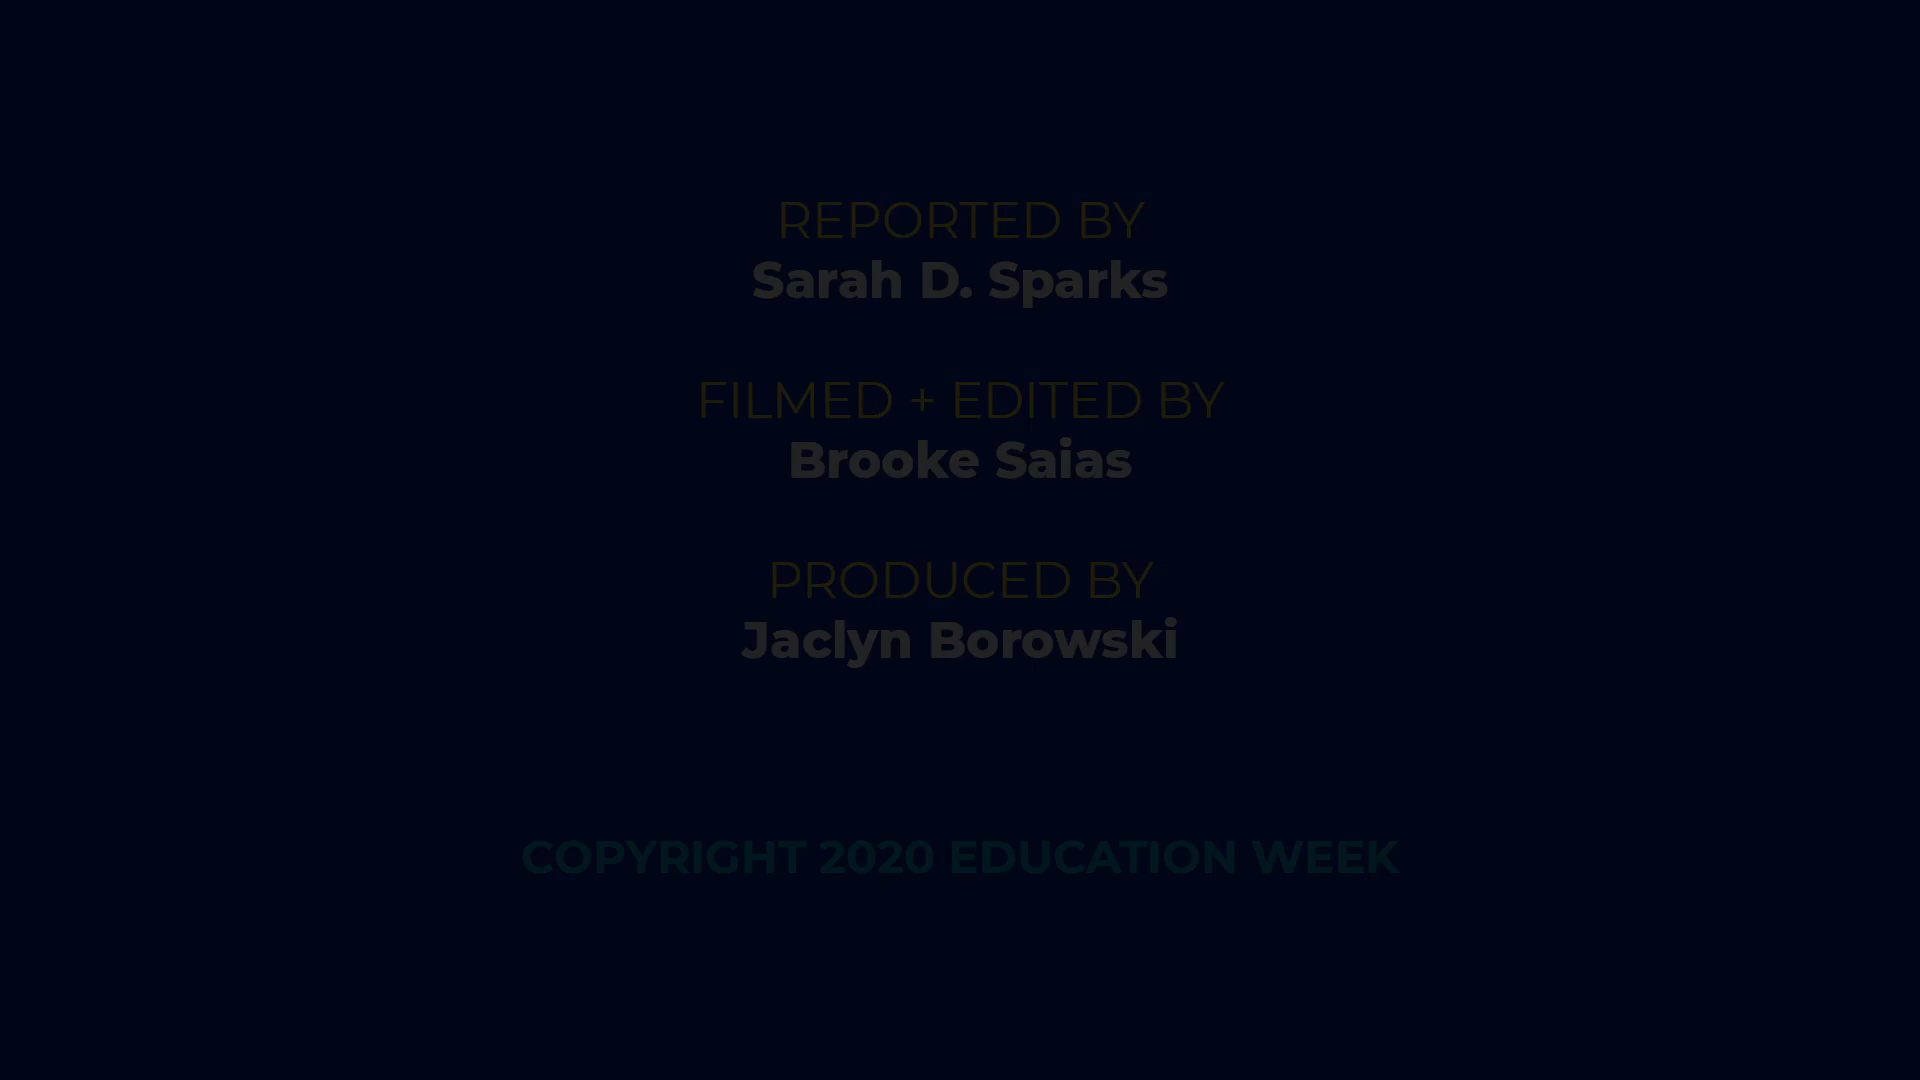 REPORTED BY
Sarah D. Sparks
FILMED + EDITED BY
Brooke Saias
PRODUCED BY
Jaclyn Borowski
COPYRIGHT 2020 EDUCATION WEEK